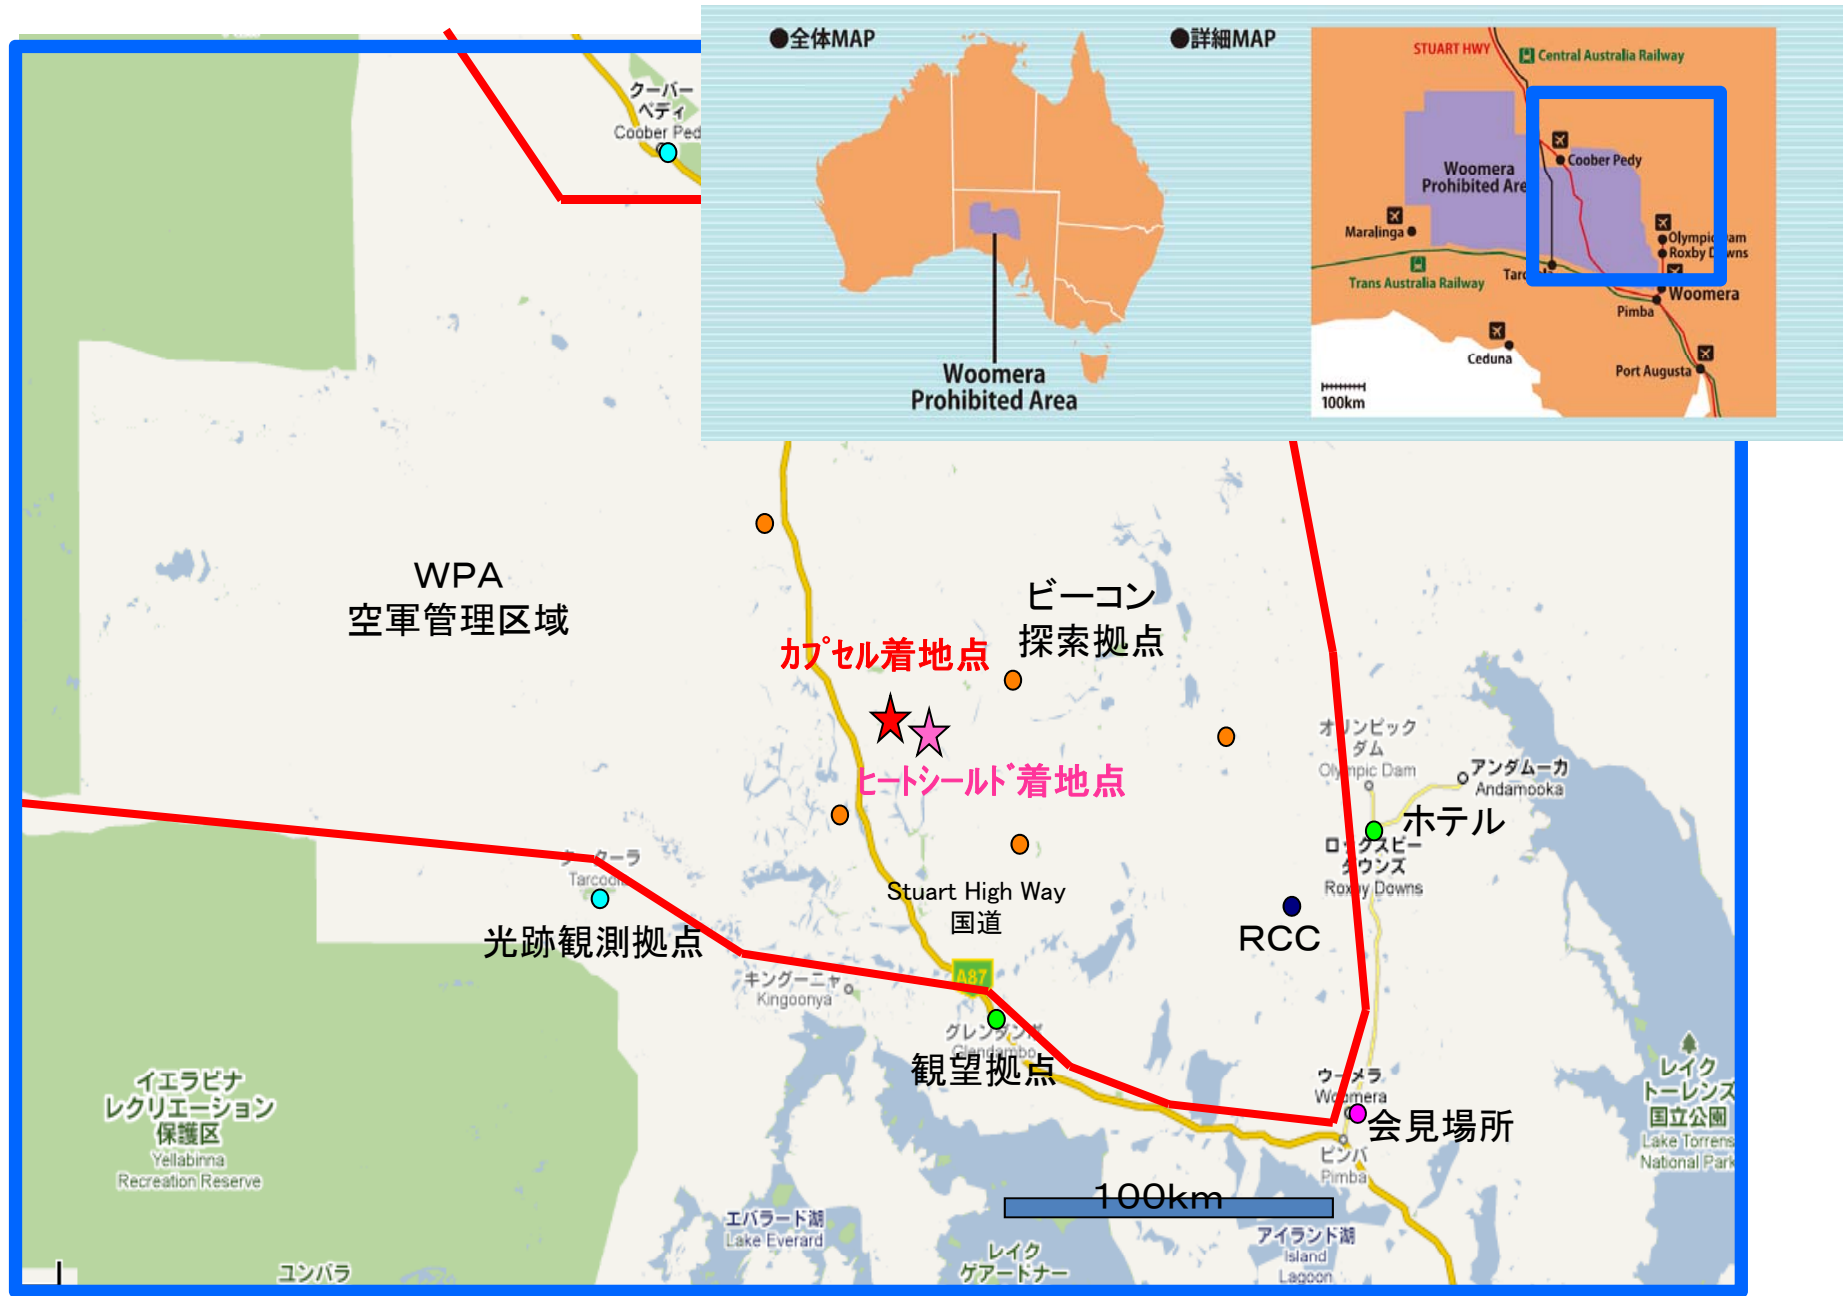 ●全体MAP
Woomera
Prohibited Area
●詳細MAP
STUART HWY
Central Australia Railway
Coober Pedy
Woomera
Prohibited Are
Maralinga
Olympic Dam
Roxby Downs
Trans Australia Railway
Woomera
Pimba
Ceduna
Port Augusta
100km
クーバー
ペディ
Coober Ped
WPA
空軍管理区域
ビーコン
探索拠点
ｶﾌﾟｾﾙ着地点
ﾋｰﾄｼｰﾙﾄﾞ着地点
オリンピック
ダム
Olympic Dam
アンダムーカ
Andamooka
ホテル
ロックスビー
ダウンズ
Roxby Downs
Stuart High Way
国道
RCC
光跡観測拠点
A87
キングーニャ
Kingoonya
観望拠点
ウーメラ
Woomera
会見場所
ピンバ
Pimba
100km
イエラビナ
レクリエーション
保護区
Yellabinna
Recreation Reserve
レイク
トーレンズ
国立公園
Lake Torrens
National Park
エバラード湖
Lake Everard
アイランド湖
Island
Lagoon
レイク
ゲアードナー
ユンバラ